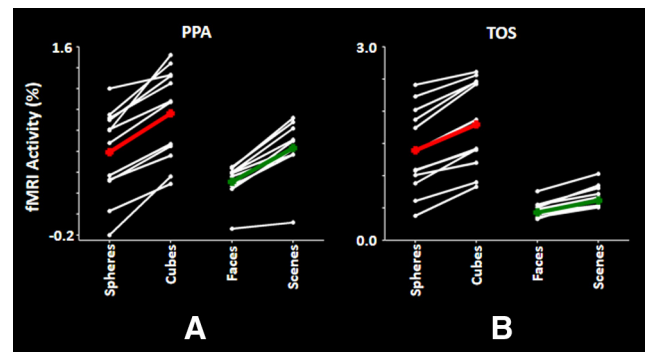 PPA
TOS
1.6
3.0
fMRI Activity (%)
-0.2
0.0
Spheres
Cubes
Faces
Scenes
Spheres
Cubes
Faces
Scenes
A
B